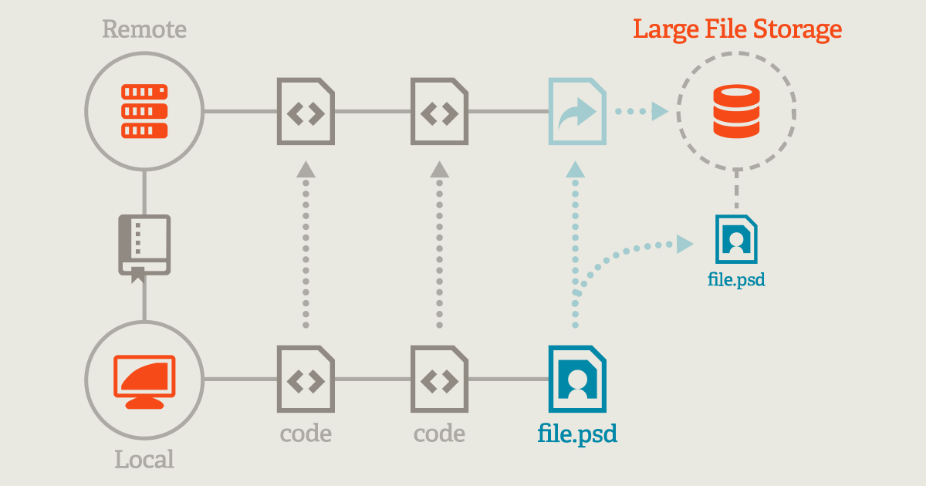 Remote
Large File Storage
file.psd
code
code
file.psd
Local